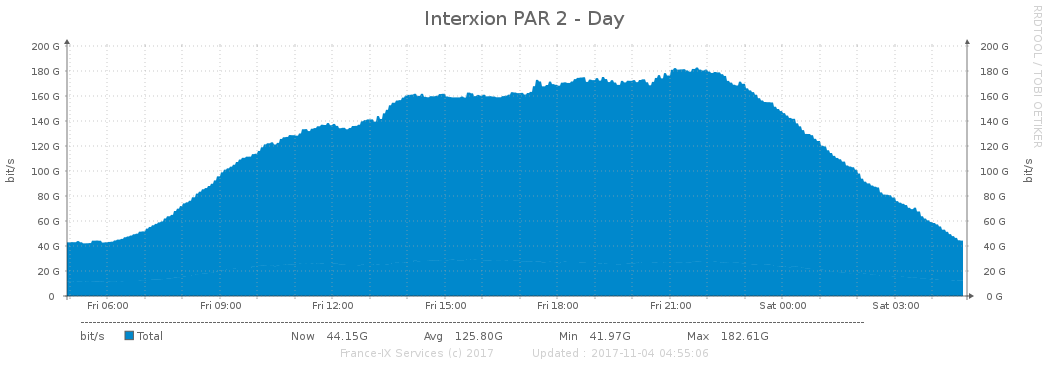 Interxion PAR 2 - Day
RRDTOOL / TOBI OETIKER
200 G 200 G
180 G 180 G
160 G 160 G
140 G 140 G
120 G 120 G
100 G 100 G
80 G 80 G
60 G 60 G
40 G 40 G
20 G 20 G
0 0 G
bit/s bit/s
Fri 06:00 Fri 09:00 Fri 12:00 Fri 15:00 Fri 18:00 Fri 21:00 Sat 00:00 Sat 03:00
bit/s Total Now 44.15G Avg 125.80G Min 41.97G Max 182.61G
France-IX Services (c) 2017 Updated : 2017-11-04 04:55:06